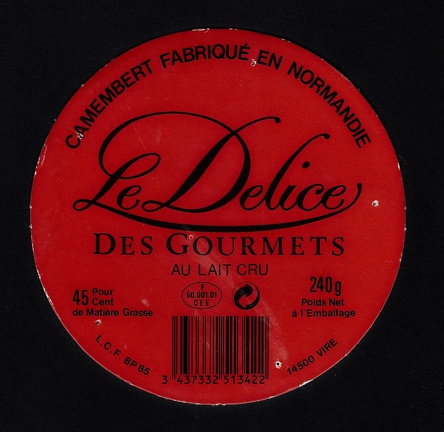 CAMEMBERT FABRIQUÉ EN NORMANDIE
Le Delice
DES GOURMETS
AU LAIT CRU
45 Pour Cent
de Matière Grasse
F
50.601.01
CEE
240g
Poids Net
à l'Emballage
L.C.F BP 85
14500 VIRE
3 437332 513422